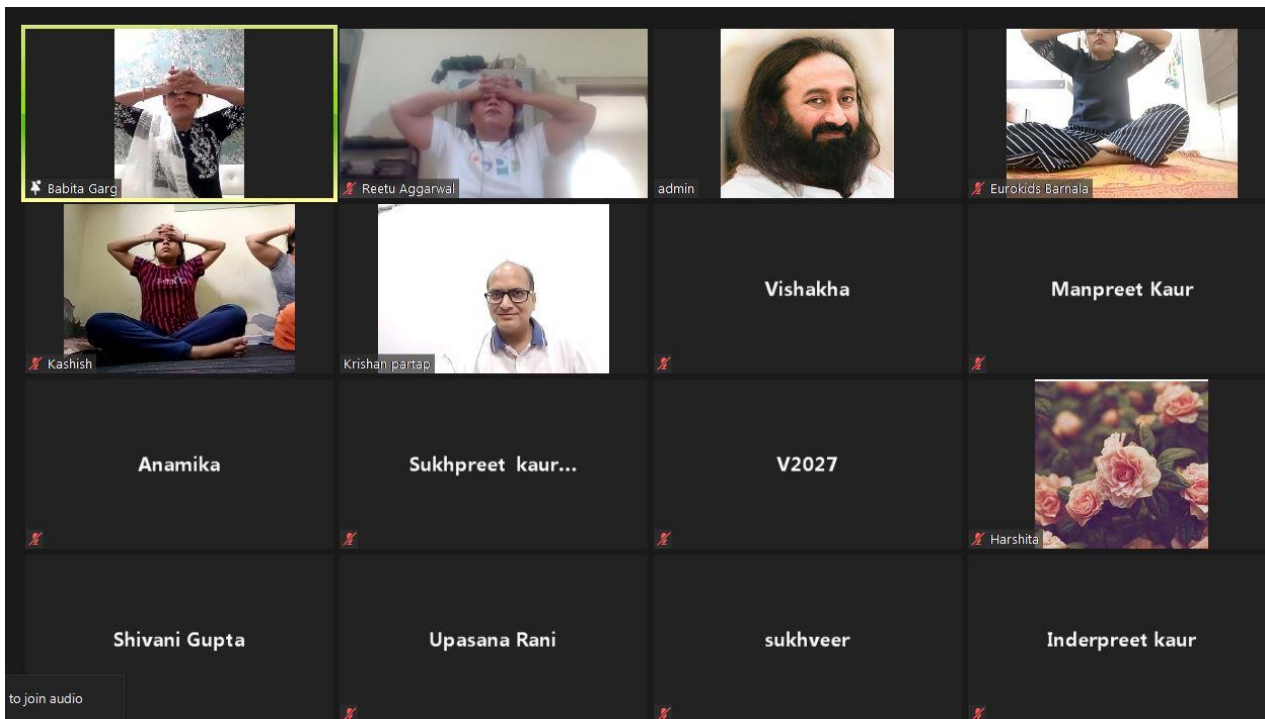 Babita Garg
Reetu Aggarwal
admin
Eurokids Barnala
Kashish
Krishan partap
Vishakha
Manpreet Kaur
Anamika
Sukhpreet kaur...
V2027
Harshita
Shivani Gupta
Upasana Rani
sukhveer
Inderpreet kaur
to join audio